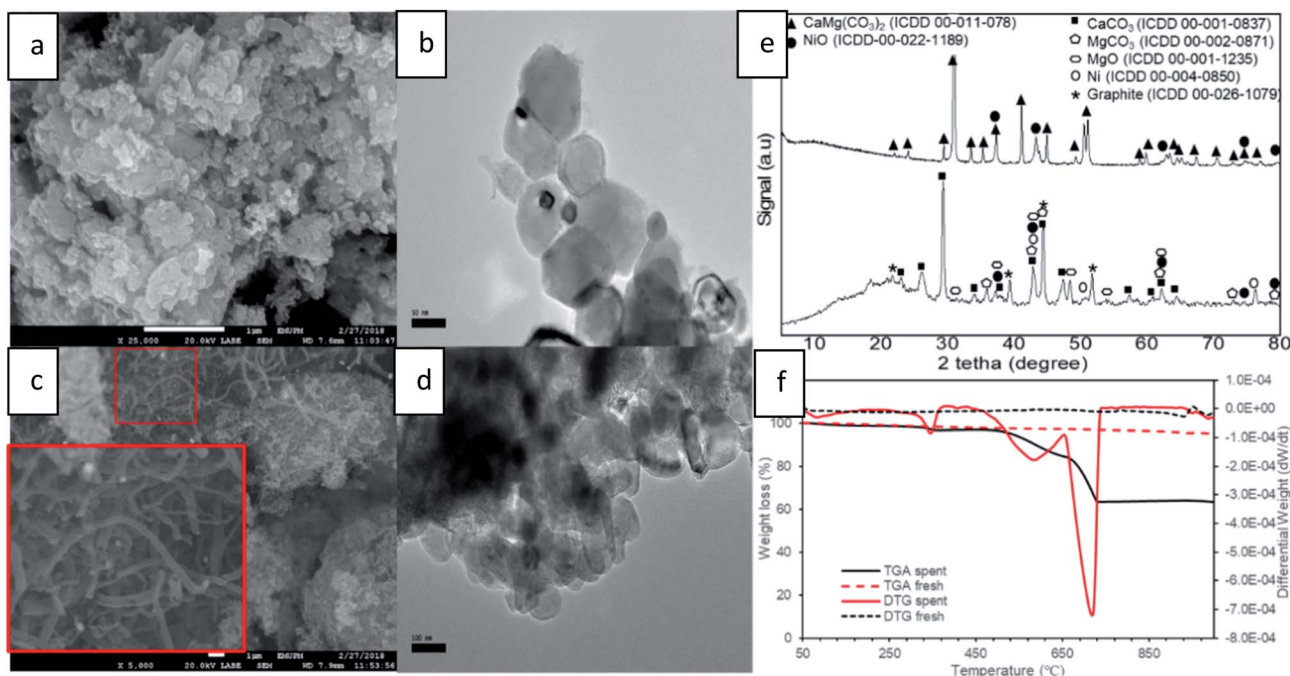 a
1µm EMUPM 2/27/2018
X 25,000 20.0kV LABE SEM WD 7.6mm 11:03:47
b
50 nm
c
1µm EMUPM 2/27/2018
X 5,000 20.0kV LABE SEM WD 7.9mm 11:53:56
d
100 nm
e
CaMg(CO₃)₂ (ICDD 00-011-078)
NiO (ICDD-00-022-1189)
CaCO₃ (ICDD 00-001-0837)
MgCO₃ (ICDD 00-002-0871)
MgO (ICDD 00-001-1235)
Ni (ICDD 00-004-0850)
Graphite (ICDD 00-026-1079)
Signal (a.u)
10 20 30 40 50 60 70 80
2 tetha (degree)
f
Weight loss (%)
100
80
60
40
20
0
1.0E-04
0.0E+00
-1.0E-04
-2.0E-04
-3.0E-04
-4.0E-04
-5.0E-04
-6.0E-04
-7.0E-04
-8.0E-04
Differential Weight (dW/dt)
TGA spent
TGA fresh
DTG spent
DTG fresh
50 250 450 650 850
Temperature (°C)